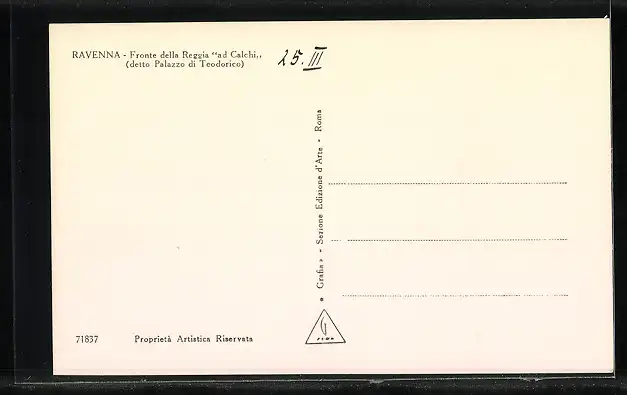 RAVENNA - Fronte della Reggia “ad Calchi„
(detto Palazzo di Teodorico)
25. III
« Grafia » - Sezione Edizione d'Arte - Roma
71837 Proprietà Artistica Riservata
G